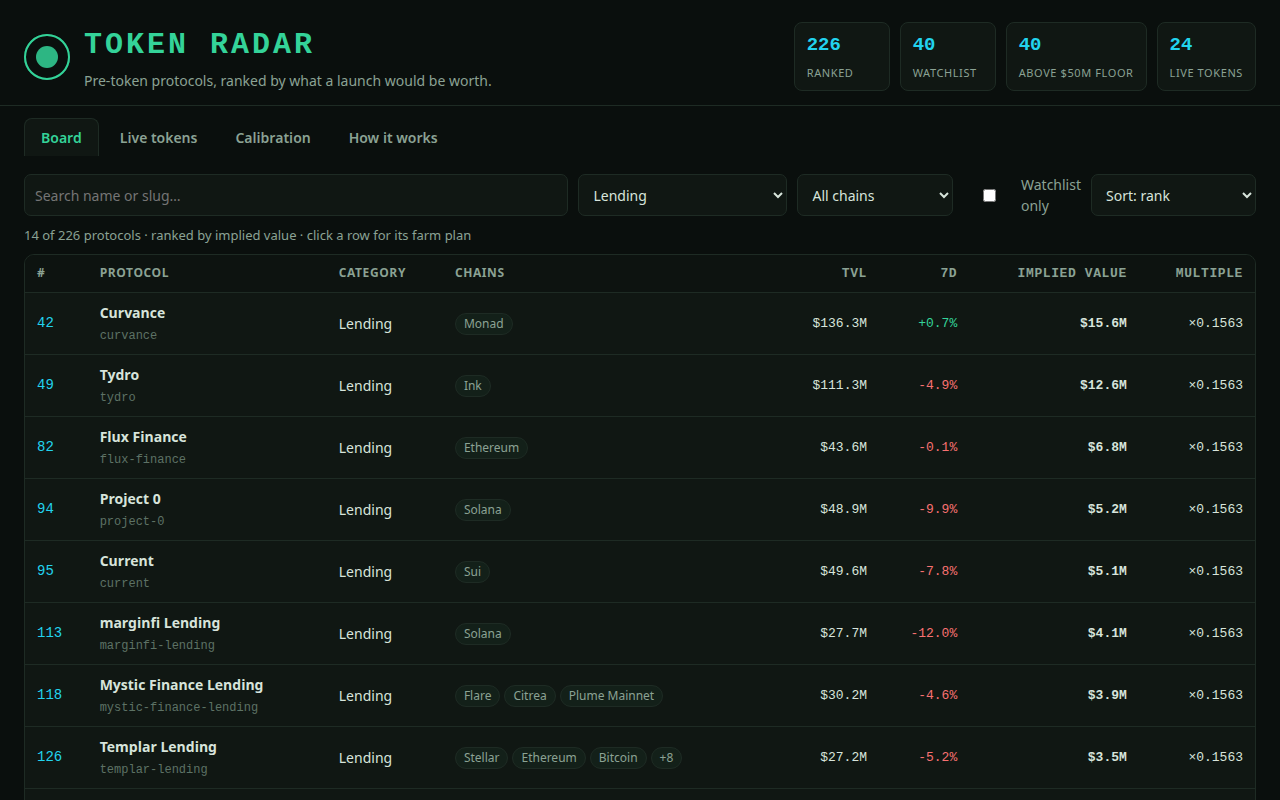 TOKEN RADAR
Pre-token protocols, ranked by what a launch would be worth.
226
RANKED
40
WATCHLIST
40
ABOVE $50M FLOOR
24
LIVE TOKENS
Board
Live tokens
Calibration
How it works
Search name or slug...
Lending
All chains
Watchlist only
Sort: rank
14 of 226 protocols · ranked by implied value · click a row for its farm plan
# PROTOCOL CATEGORY CHAINS TVL 7D IMPLIED VALUE MULTIPLE
42 Curvance Lending Monad $136.3M +0.7% $15.6M ×0.1563
curvance
49 Tydro Lending Ink $111.3M -4.9% $12.6M ×0.1563
tydro
82 Flux Finance Lending Ethereum $43.6M -0.1% $6.8M ×0.1563
flux-finance
94 Project 0 Lending Solana $48.9M -9.9% $5.2M ×0.1563
project-0
95 Current Lending Sui $49.6M -7.8% $5.1M ×0.1563
current
113 marginfi Lending Lending Solana $27.7M -12.0% $4.1M ×0.1563
marginfi-lending
118 Mystic Finance Lending Lending Flare Citrea Plume Mainnet $30.2M -4.6% $3.9M ×0.1563
mystic-finance-lending
126 Templar Lending Lending Stellar Ethereum Bitcoin +8 $27.2M -5.2% $3.5M ×0.1563
templar-lending